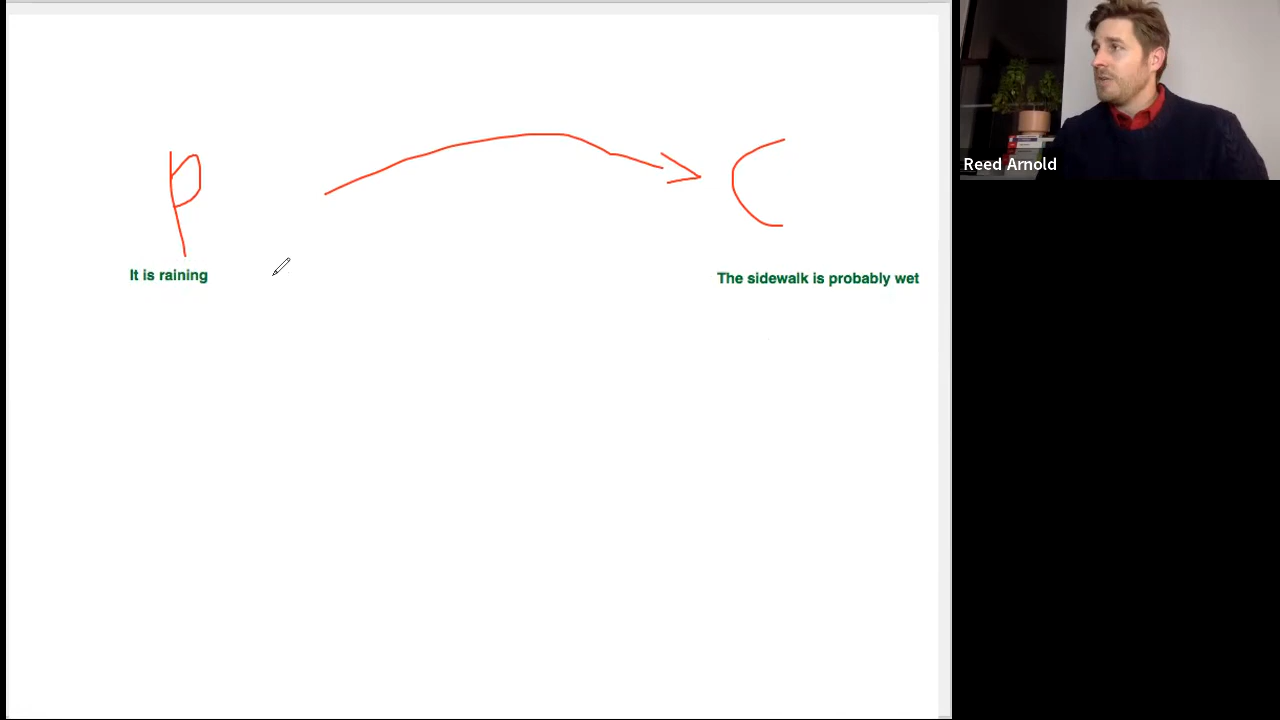 P
C
It is raining
The sidewalk is probably wet
Reed Arnold